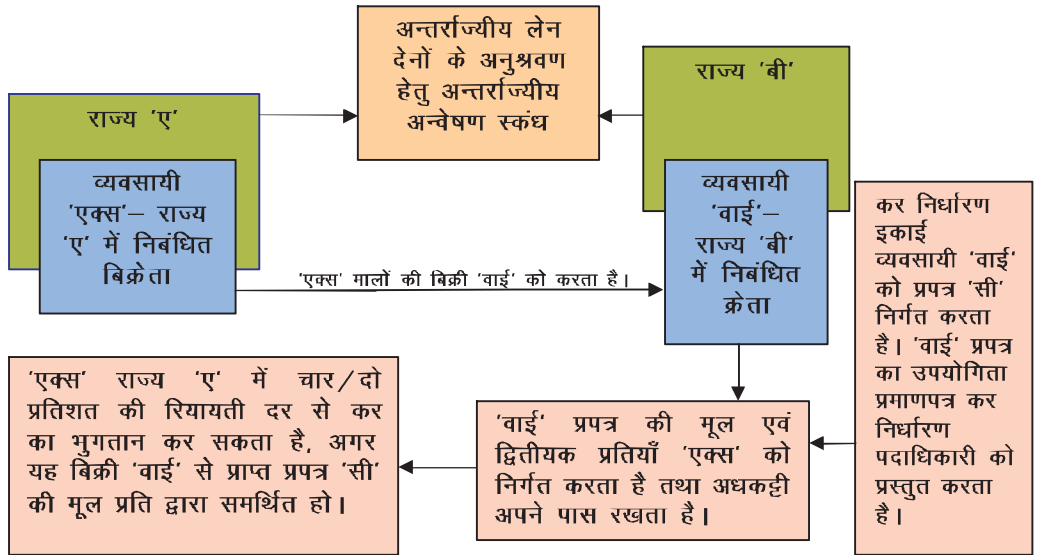 अन्तर्राज्यीय लेन
देनों के अनुश्रवण
हेतु अन्तर्राज्यीय
अन्वेषण स्कंध
राज्य 'ए'
राज्य 'बी'
व्यवसायी
'एक्स'– राज्य
'ए' में निबंधित
बिक्रेता
व्यवसायी
'वाई'–
राज्य 'बी'
में निबंधित
क्रेता
'एक्स' मालों की बिक्री 'वाई' को करता है।
कर निर्धारण
इकाई
व्यवसायी 'वाई'
को प्रपत्र 'सी'
निर्गत करता
है। 'वाई' प्रपत्र
का उपयोगिता
प्रमाणपत्र कर
निर्धारण
पदाधिकारी को
प्रस्तुत करता
है।
'वाई' प्रपत्र की मूल एवं
द्वितीयक प्रतियाँ 'एक्स' को
निर्गत करता है तथा अधकट्टी
अपने पास रखता है।
'एक्स' राज्य 'ए' में चार/दो
प्रतिशत की रियायती दर से कर
का भुगतान कर सकता है, अगर
यह बिक्री 'वाई' से प्राप्त प्रपत्र 'सी'
की मूल प्रति द्वारा समर्थित हो।